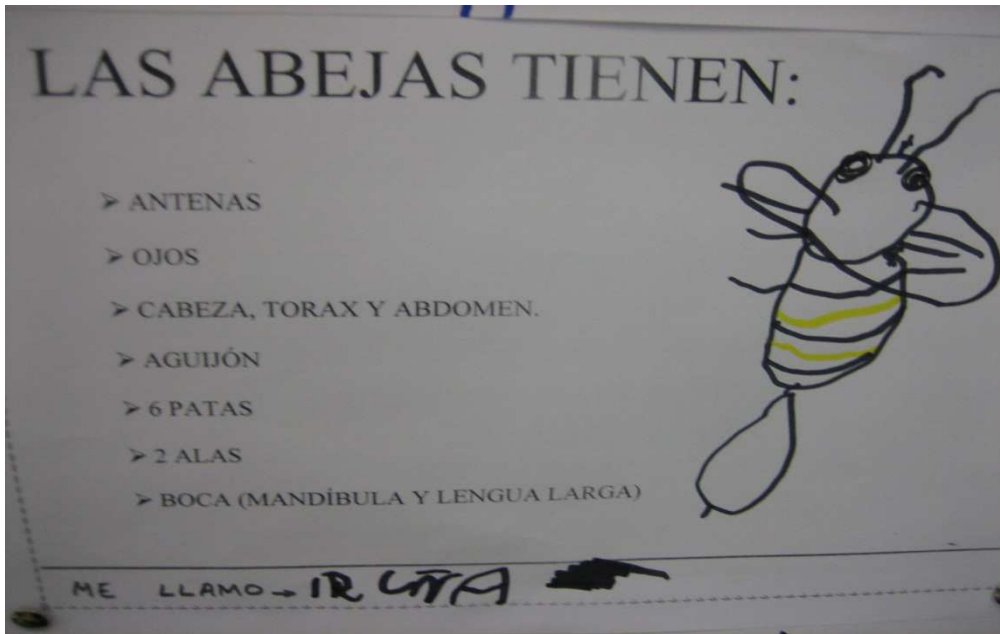 LAS ABEJAS TIENEN:
➢ ANTENAS
➢ OJOS
➢ CABEZA, TORAX Y ABDOMEN.
➢ AGUIJÓN
➢ 6 PATAS
➢ 2 ALAS
➢ BOCA (MANDÍBULA Y LENGUA LARGA)
ME LLAMO → IRUÑA